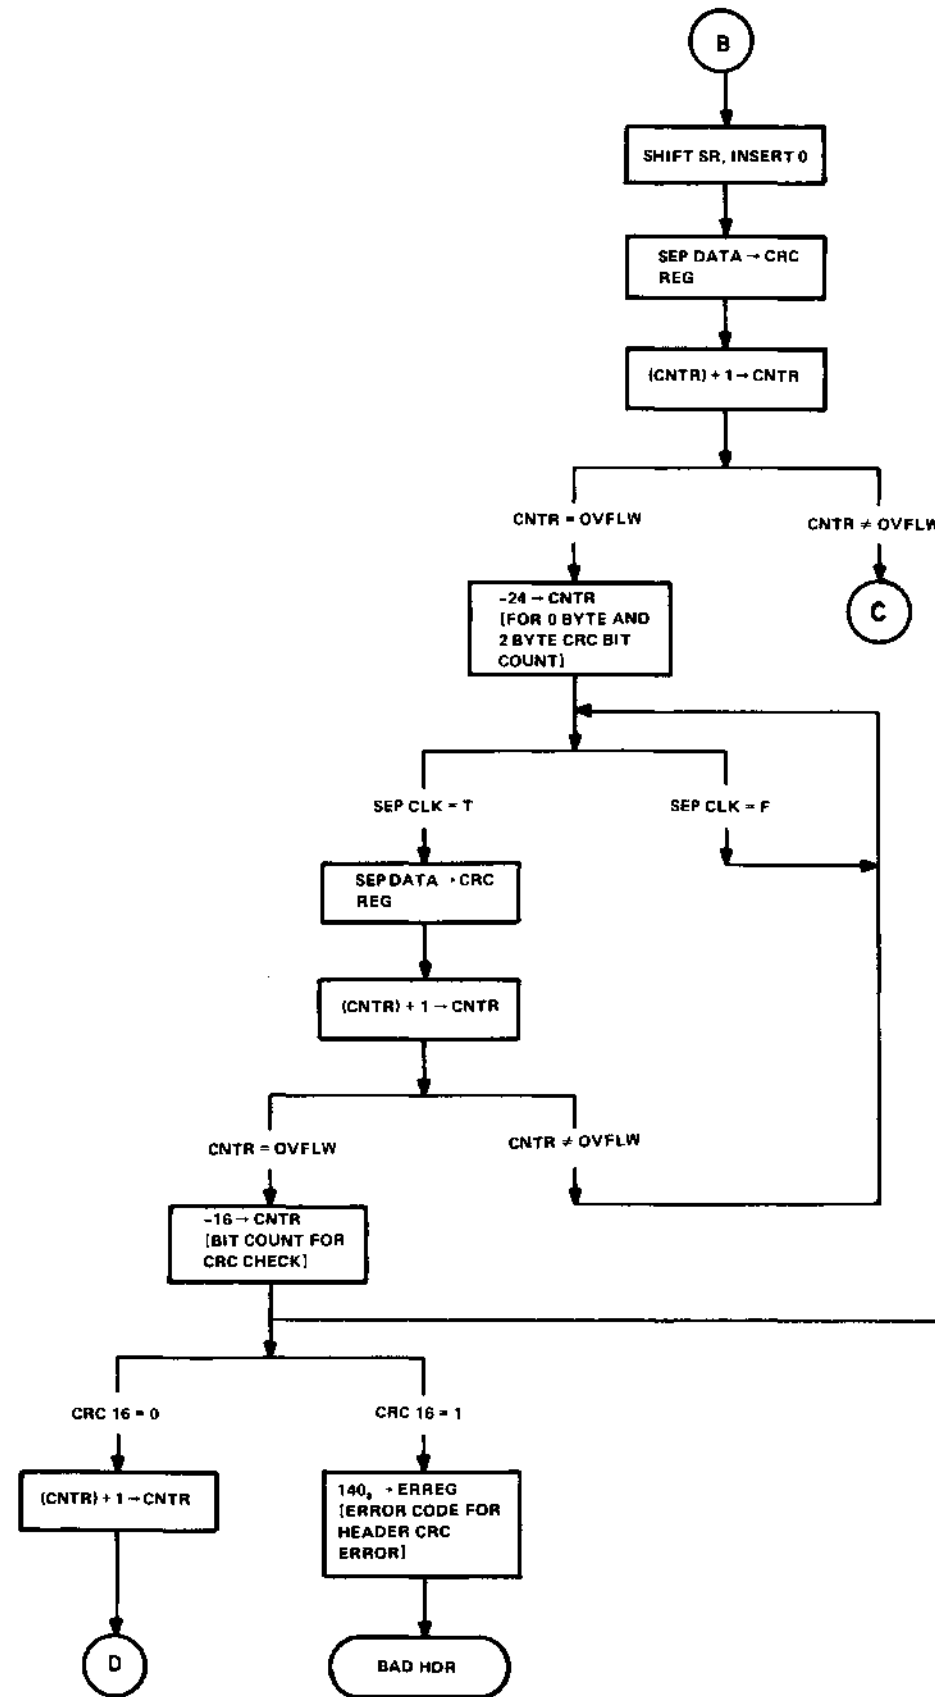 B
SHIFT SR, INSERT 0
SEP DATA → CRC
REG
(CNTR) + 1 → CNTR
CNTR = OVFLW
CNTR ≠ OVFLW
-24 → CNTR
[FOR 0 BYTE AND
2 BYTE CRC BIT
COUNT]
C
SEP CLK = T
SEP CLK = F
SEP DATA → CRC
REG
(CNTR) + 1 → CNTR
CNTR = OVFLW
CNTR ≠ OVFLW
-16 → CNTR
[BIT COUNT FOR
CRC CHECK]
CRC 16 = 0
CRC 16 = 1
(CNTR) + 1 → CNTR
140₈ → ERREG
[ERROR CODE FOR
HEADER CRC
ERROR]
D
BAD HDR